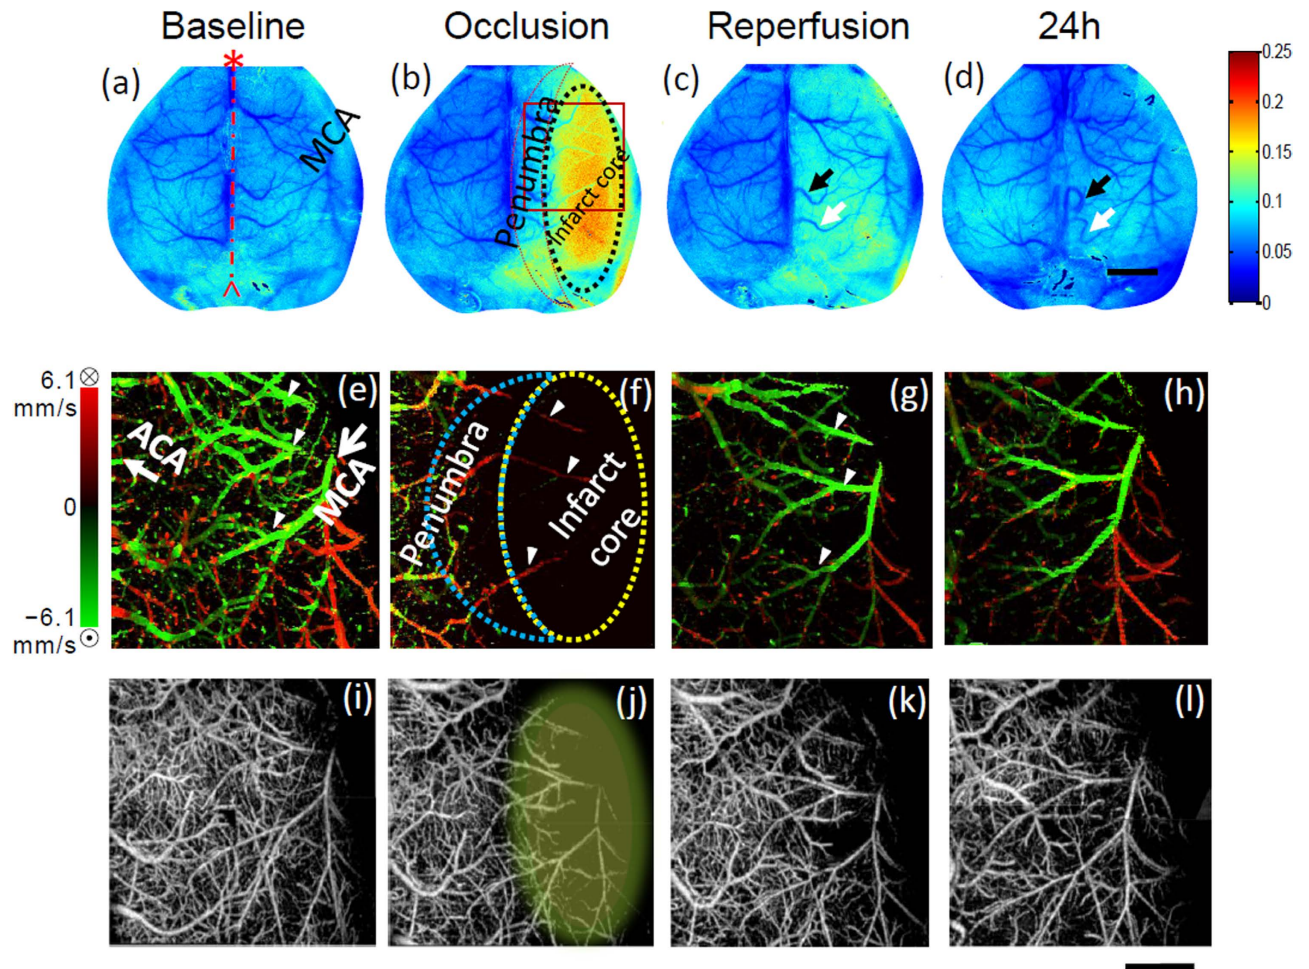 Baseline
Occlusion
Reperfusion
24h
(a)
*
MCA
(b)
Penumbra
Infarct core
(c)
(d)
0.25
0.2
0.15
0.1
0.05
0
6.1
mm/s
0
−6.1
mm/s
(e)
ACA
MCA
(f)
Penumbra
Infarct
core
(g)
(h)
(i)
(j)
(k)
(l)